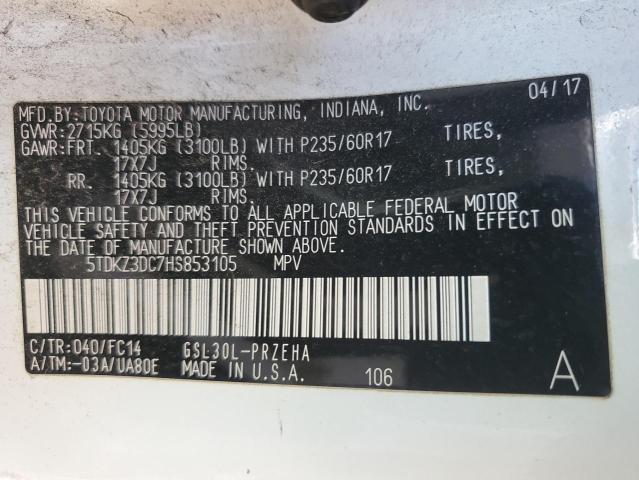 MFD.BY:TOYOTA MOTOR MANUFACTURING, INDIANA, INC. 04/17
GVWR:2715KG (5995LB)
GAWR:FRT. 1405KG (3100LB) WITH P235/60R17 TIRES,
17X7J RIMS.
RR. 1405KG (3100LB) WITH P235/60R17 TIRES,
17X7J RIMS.
THIS VEHICLE CONFORMS TO ALL APPLICABLE FEDERAL MOTOR
VEHICLE SAFETY AND THEFT PREVENTION STANDARDS IN EFFECT ON
THE DATE OF MANUFACTURE SHOWN ABOVE.
5TDKZ3DC7HS853105 MPV
C/TR:040/FC14 GSL30L-PRZEHA
A/TM:-03A/UA80E MADE IN U.S.A. 106 A